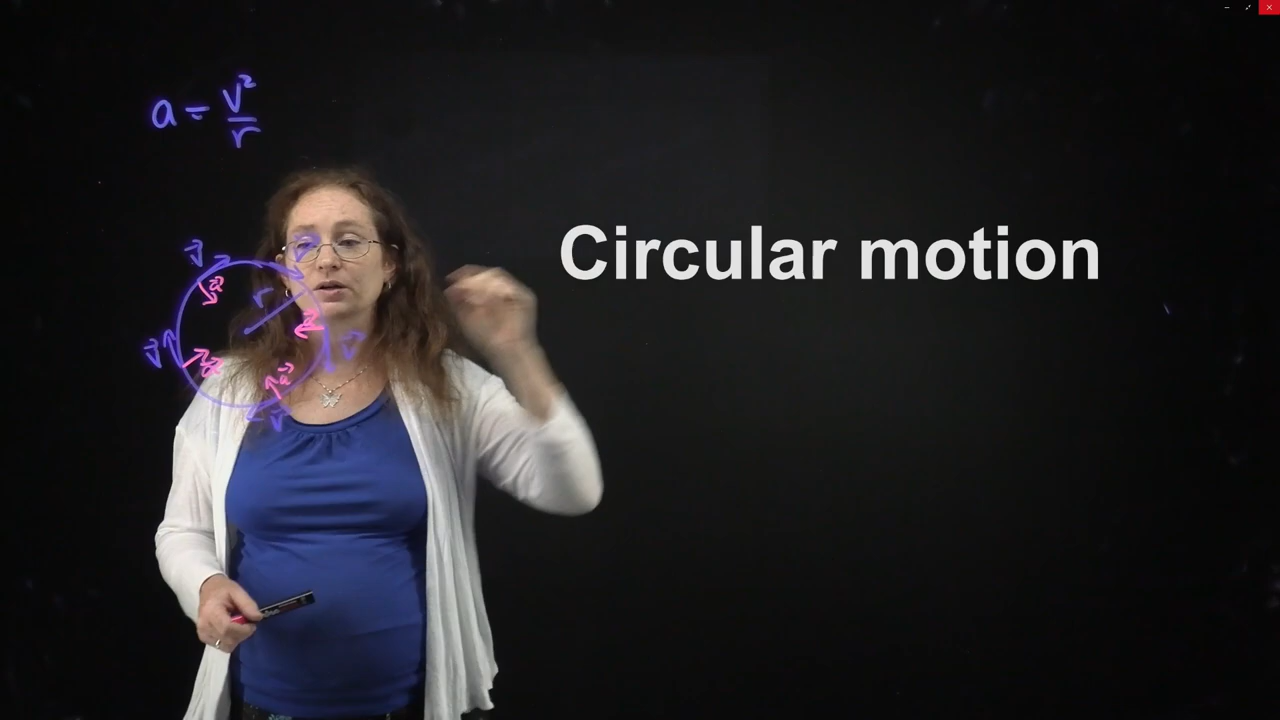 a = v²/r
Circular motion
v⃗
v⃗
a⃗
r
a⃗
v⃗
v⃗
a⃗
a⃗
v⃗